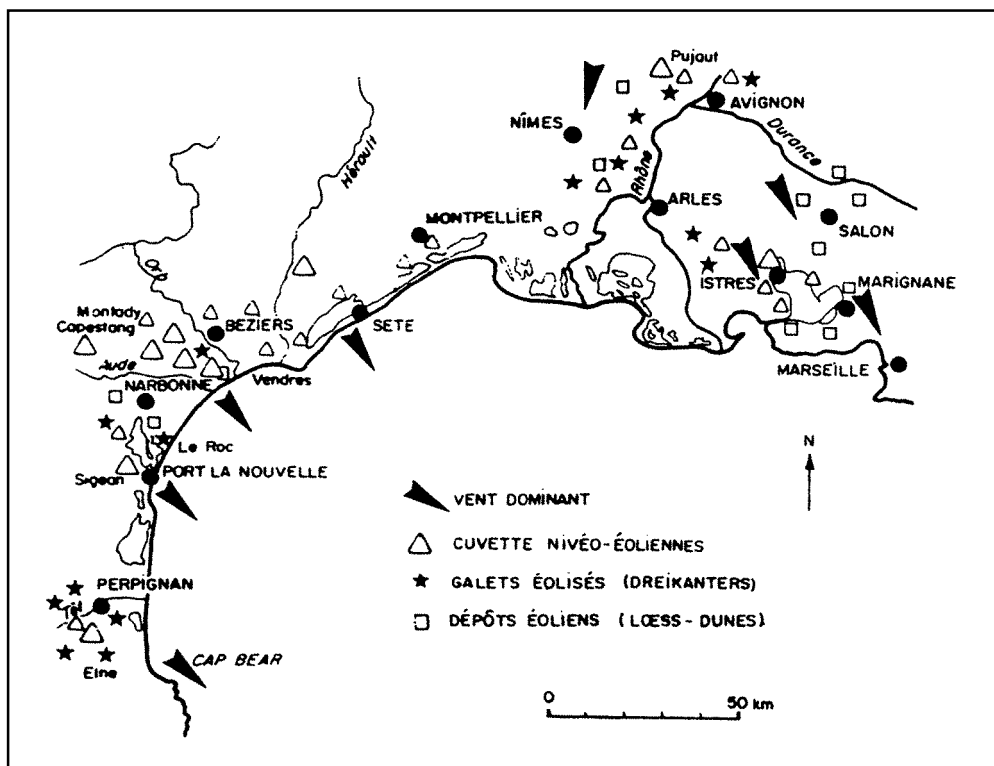 Pujaut
AVIGNON
NÎMES
Durance
Rhône
Hérault
ARLES
MONTPELLIER
SALON
Orb
ISTRES
MARIGNANE
Montady
Capestang
BEZIERS
SETE
Aude
Vendres
MARSEILLE
NARBONNE
Le Roc
Sigean
PORT LA NOUVELLE
N
VENT DOMINANT
CUVETTE NIVÉO-ÉOLIENNES
PERPIGNAN
GALETS ÉOLISÉS (DREIKANTERS)
DÉPÔTS ÉOLIENS (LŒSS-DUNES)
Elne
CAP BEAR
0 50 km